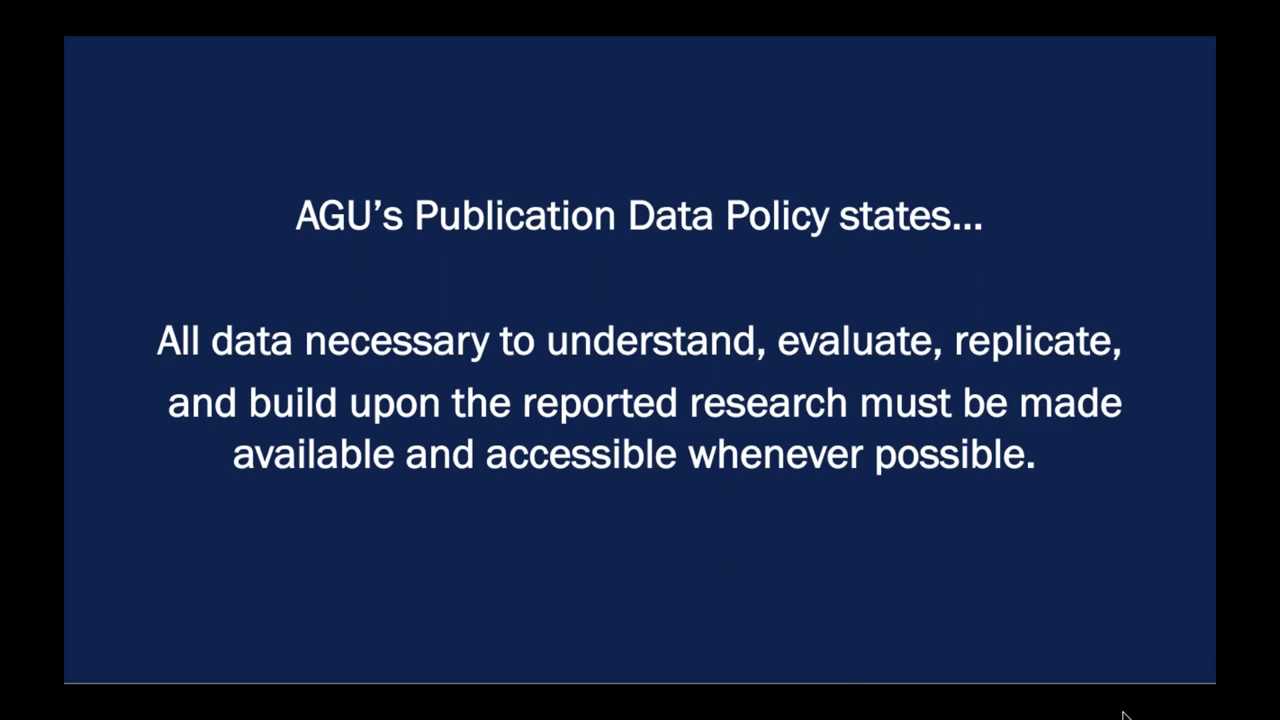 AGU’s Publication Data Policy states...
All data necessary to understand, evaluate, replicate,
and build upon the reported research must be made
available and accessible whenever possible.